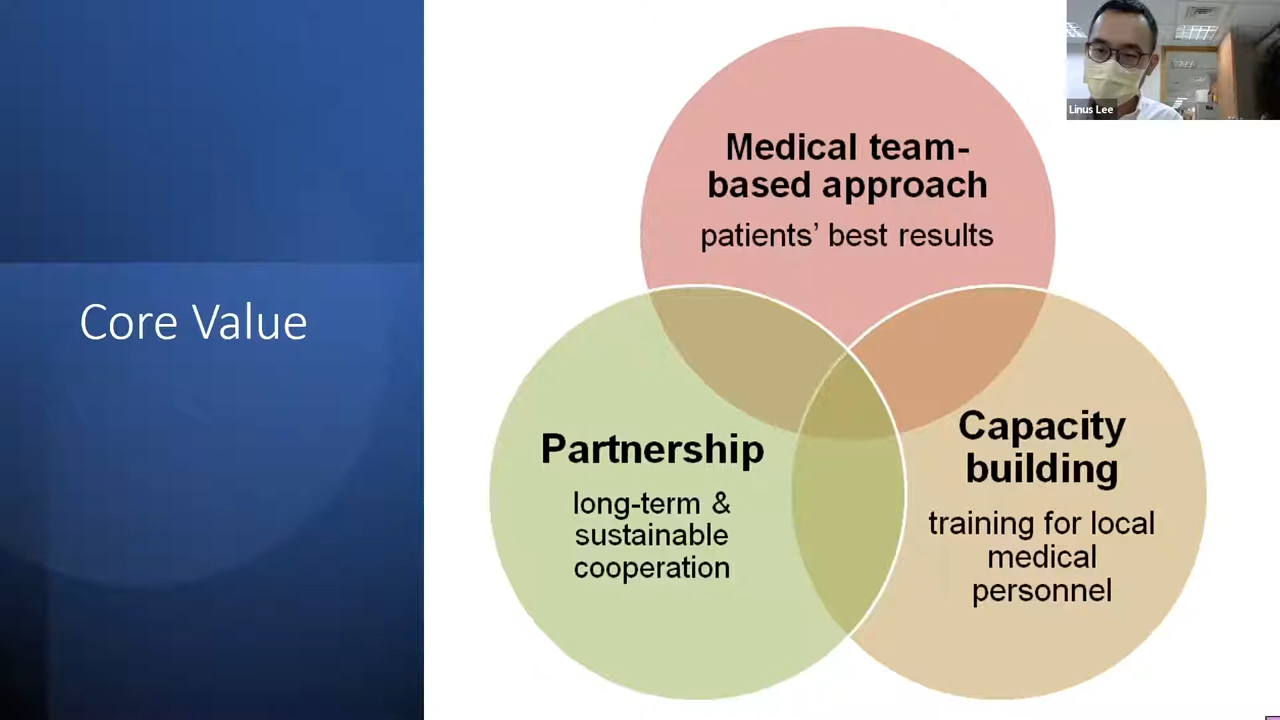 Core Value
Medical team-
based approach
patients’ best results
Partnership
long-term &
sustainable
cooperation
Capacity
building
training for local
medical
personnel
Linus Lee